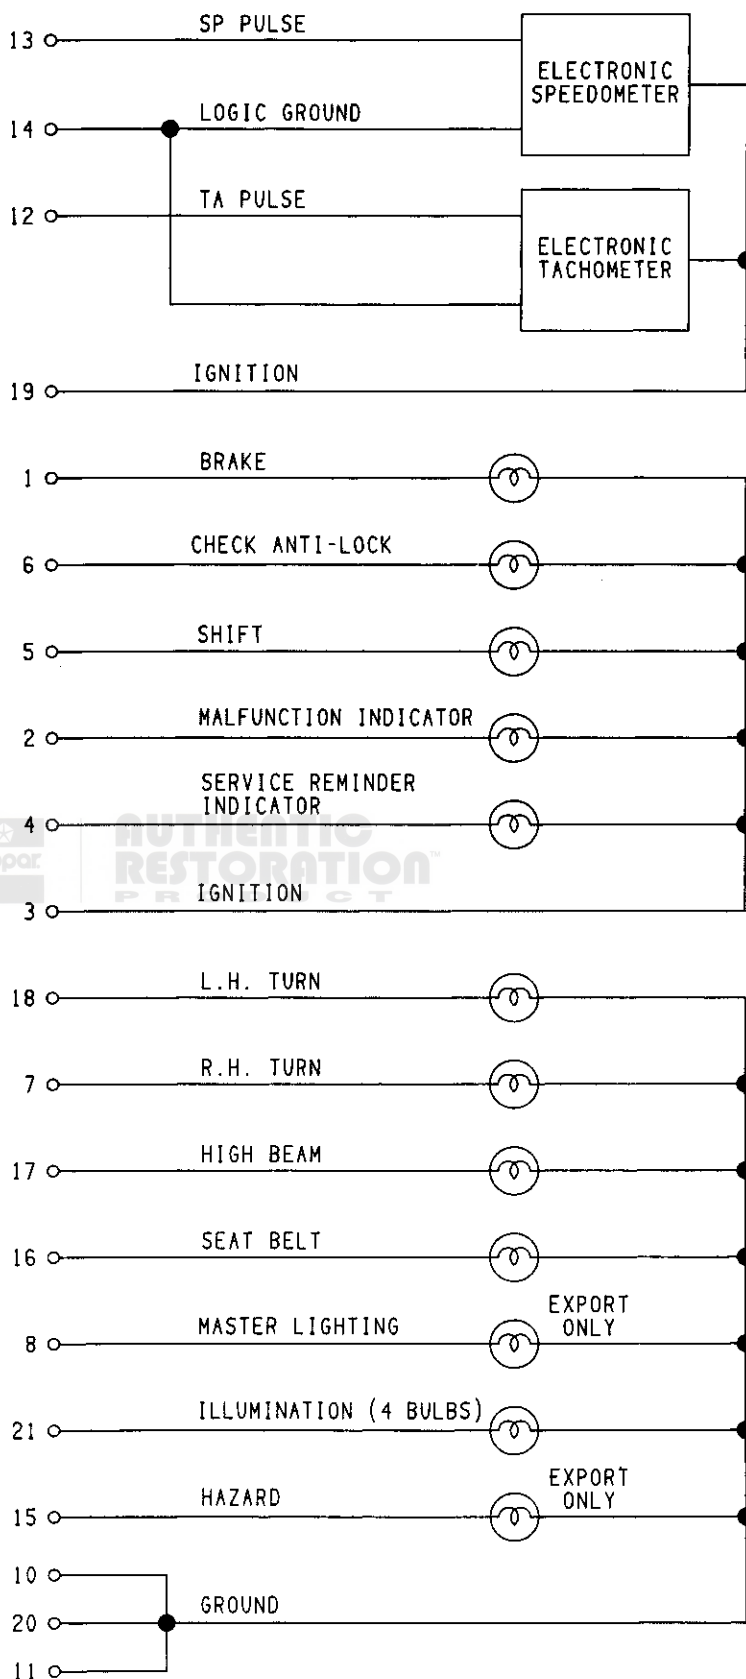 13 SP PULSE
ELECTRONIC
SPEEDOMETER
14 LOGIC GROUND
12 TA PULSE
ELECTRONIC
TACHOMETER
19 IGNITION
1 BRAKE
6 CHECK ANTI-LOCK
5 SHIFT
2 MALFUNCTION INDICATOR
SERVICE REMINDER
INDICATOR
4
AUTHENTIC
RESTORATION™
PRODUCT
3 IGNITION
18 L.H. TURN
7 R.H. TURN
17 HIGH BEAM
16 SEAT BELT
8 MASTER LIGHTING
EXPORT
ONLY
21 ILLUMINATION (4 BULBS)
15 HAZARD
EXPORT
ONLY
10
20 GROUND
11